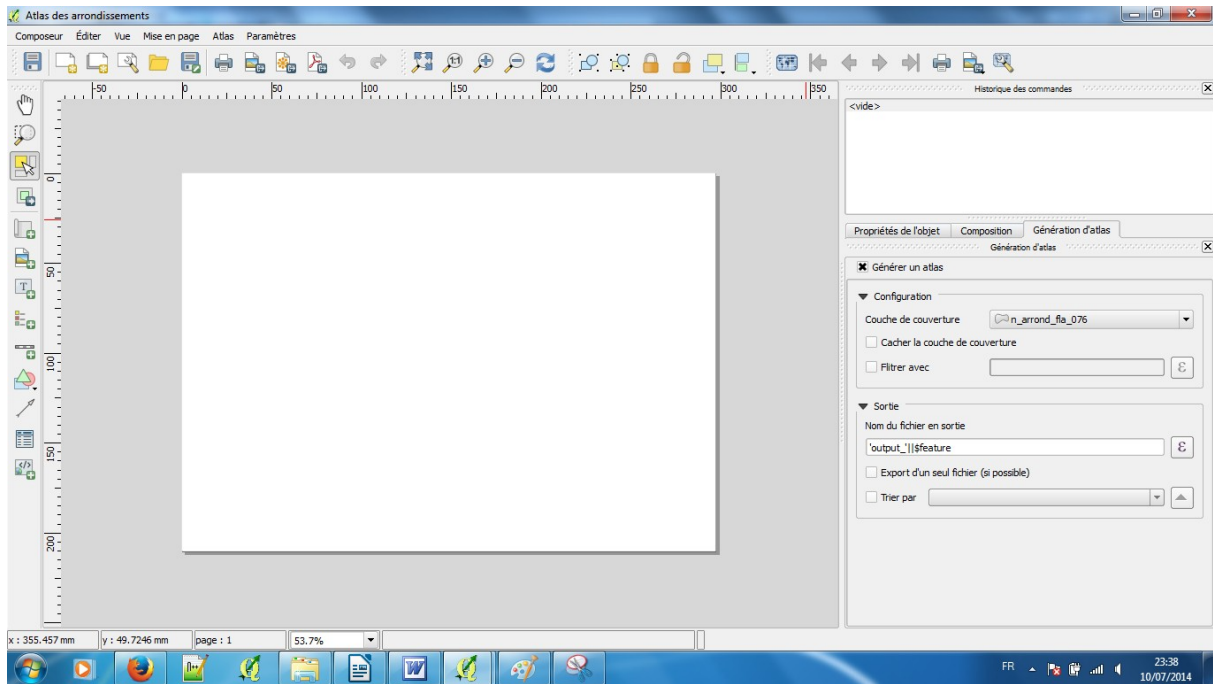 Atlas des arrondissements
Composeur Éditer Vue Mise en page Atlas Paramètres
-50 0 50 100 150 200 250 300 350
Historique des commandes
<vide>
0
50
100
150
200
Propriétés de l'objet Composition Génération d'atlas
Génération d'atlas
Générer un atlas
Configuration
Couche de couverture n_arrond_fla_076
Cacher la couche de couverture
Flitrer avec ε
Sortie
Nom du fichier en sortie
'output_'||$feature ε
Export d'un seul fichier (si possible)
Trier par
x : 355.457 mm y : 49.7246 mm page : 1 53.7%
FR 23:38
10/07/2014